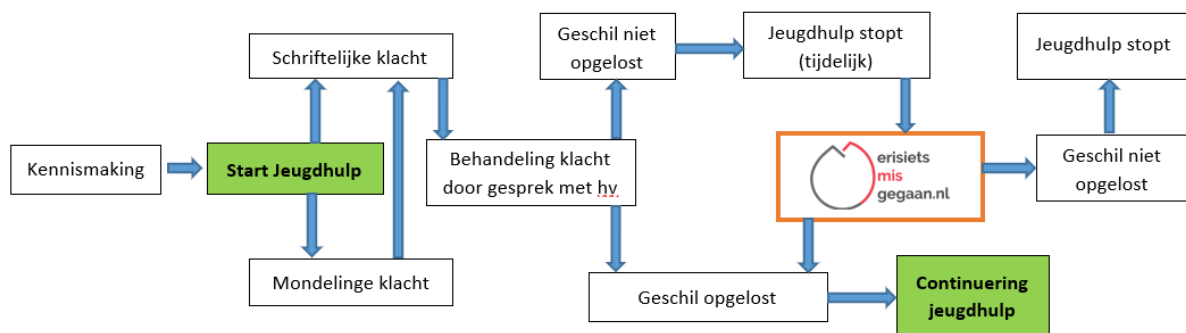 Kennismaking
Start Jeugdhulp
Schriftelijke klacht
Mondelinge klacht
Behandeling klacht
door gesprek met hv
Geschil niet
opgelost
Jeugdhulp stopt
(tijdelijk)
erisiets
mis
gegaan.nl
Geschil niet
opgelost
Jeugdhulp stopt
Geschil opgelost
Continuering
jeugdhulp